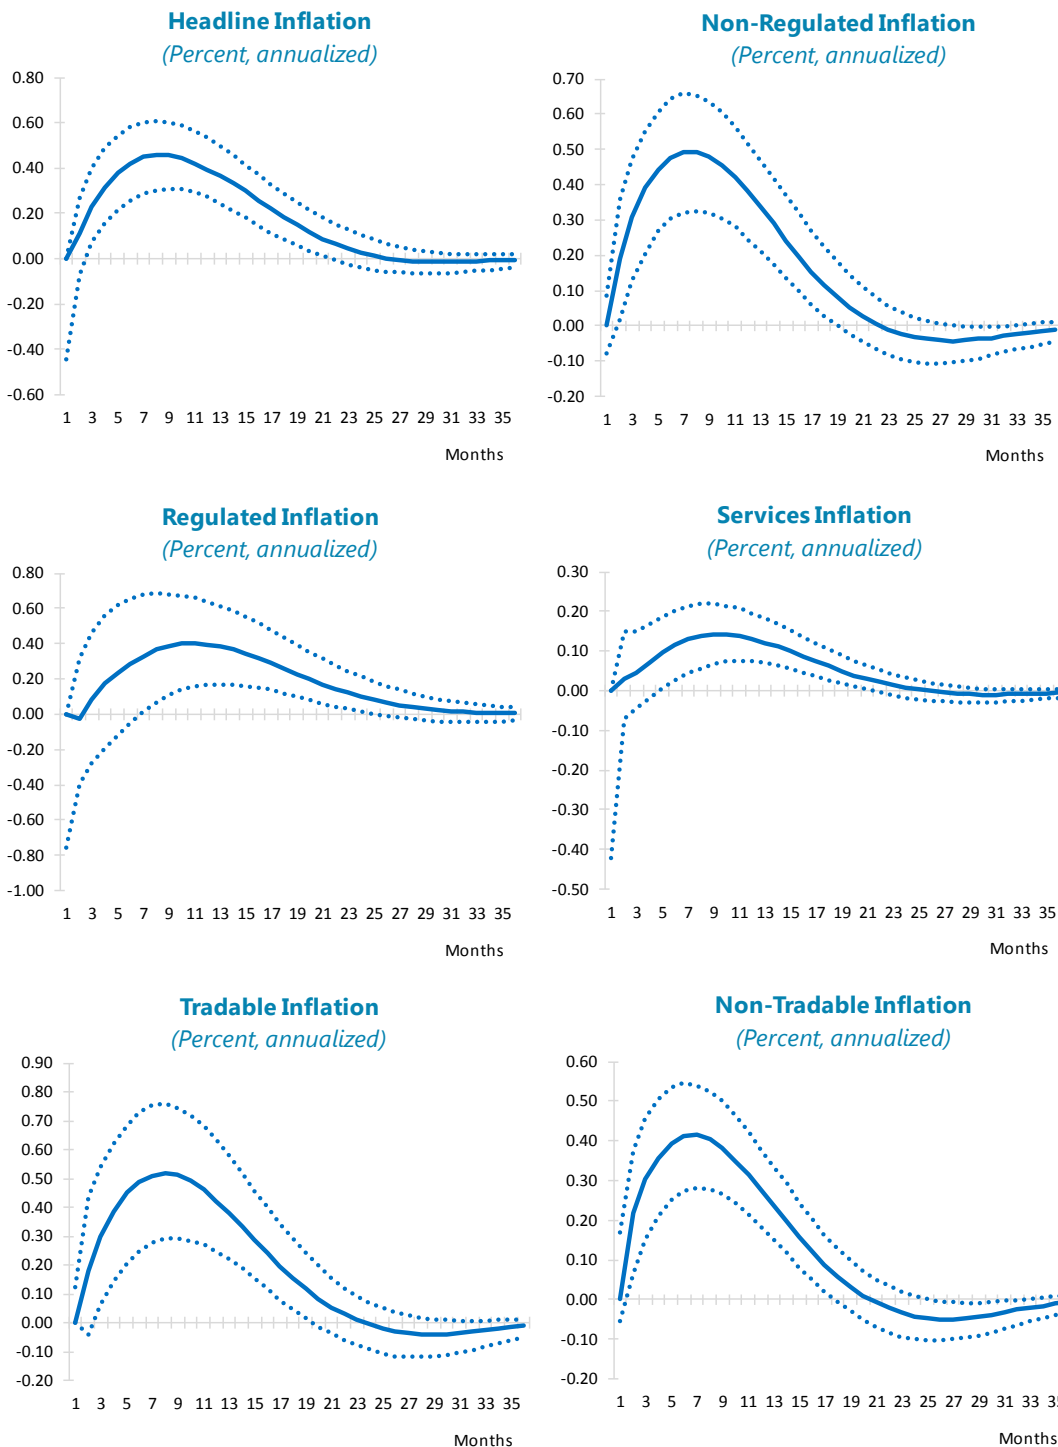 Headline Inflation
(Percent, annualized)
0.80
0.60
0.40
0.20
0.00
-0.20
-0.40
-0.60
1 3 5 7 9 11 13 15 17 19 21 23 25 27 29 31 33 35
Months
Non-Regulated Inflation
(Percent, annualized)
0.70
0.60
0.50
0.40
0.30
0.20
0.10
0.00
-0.10
-0.20
1 3 5 7 9 11 13 15 17 19 21 23 25 27 29 31 33 35
Months
Regulated Inflation
(Percent, annualized)
0.80
0.60
0.40
0.20
0.00
-0.20
-0.40
-0.60
-0.80
-1.00
1 3 5 7 9 11 13 15 17 19 21 23 25 27 29 31 33 35
Months
Services Inflation
(Percent, annualized)
0.30
0.20
0.10
0.00
-0.10
-0.20
-0.30
-0.40
-0.50
1 3 5 7 9 11 13 15 17 19 21 23 25 27 29 31 33 35
Months
Tradable Inflation
(Percent, annualized)
0.90
0.80
0.70
0.60
0.50
0.40
0.30
0.20
0.10
0.00
-0.10
-0.20
1 3 5 7 9 11 13 15 17 19 21 23 25 27 29 31 33 35
Months
Non-Tradable Inflation
(Percent, annualized)
0.60
0.50
0.40
0.30
0.20
0.10
0.00
-0.10
-0.20
1 3 5 7 9 11 13 15 17 19 21 23 25 27 29 31 33 35
Months